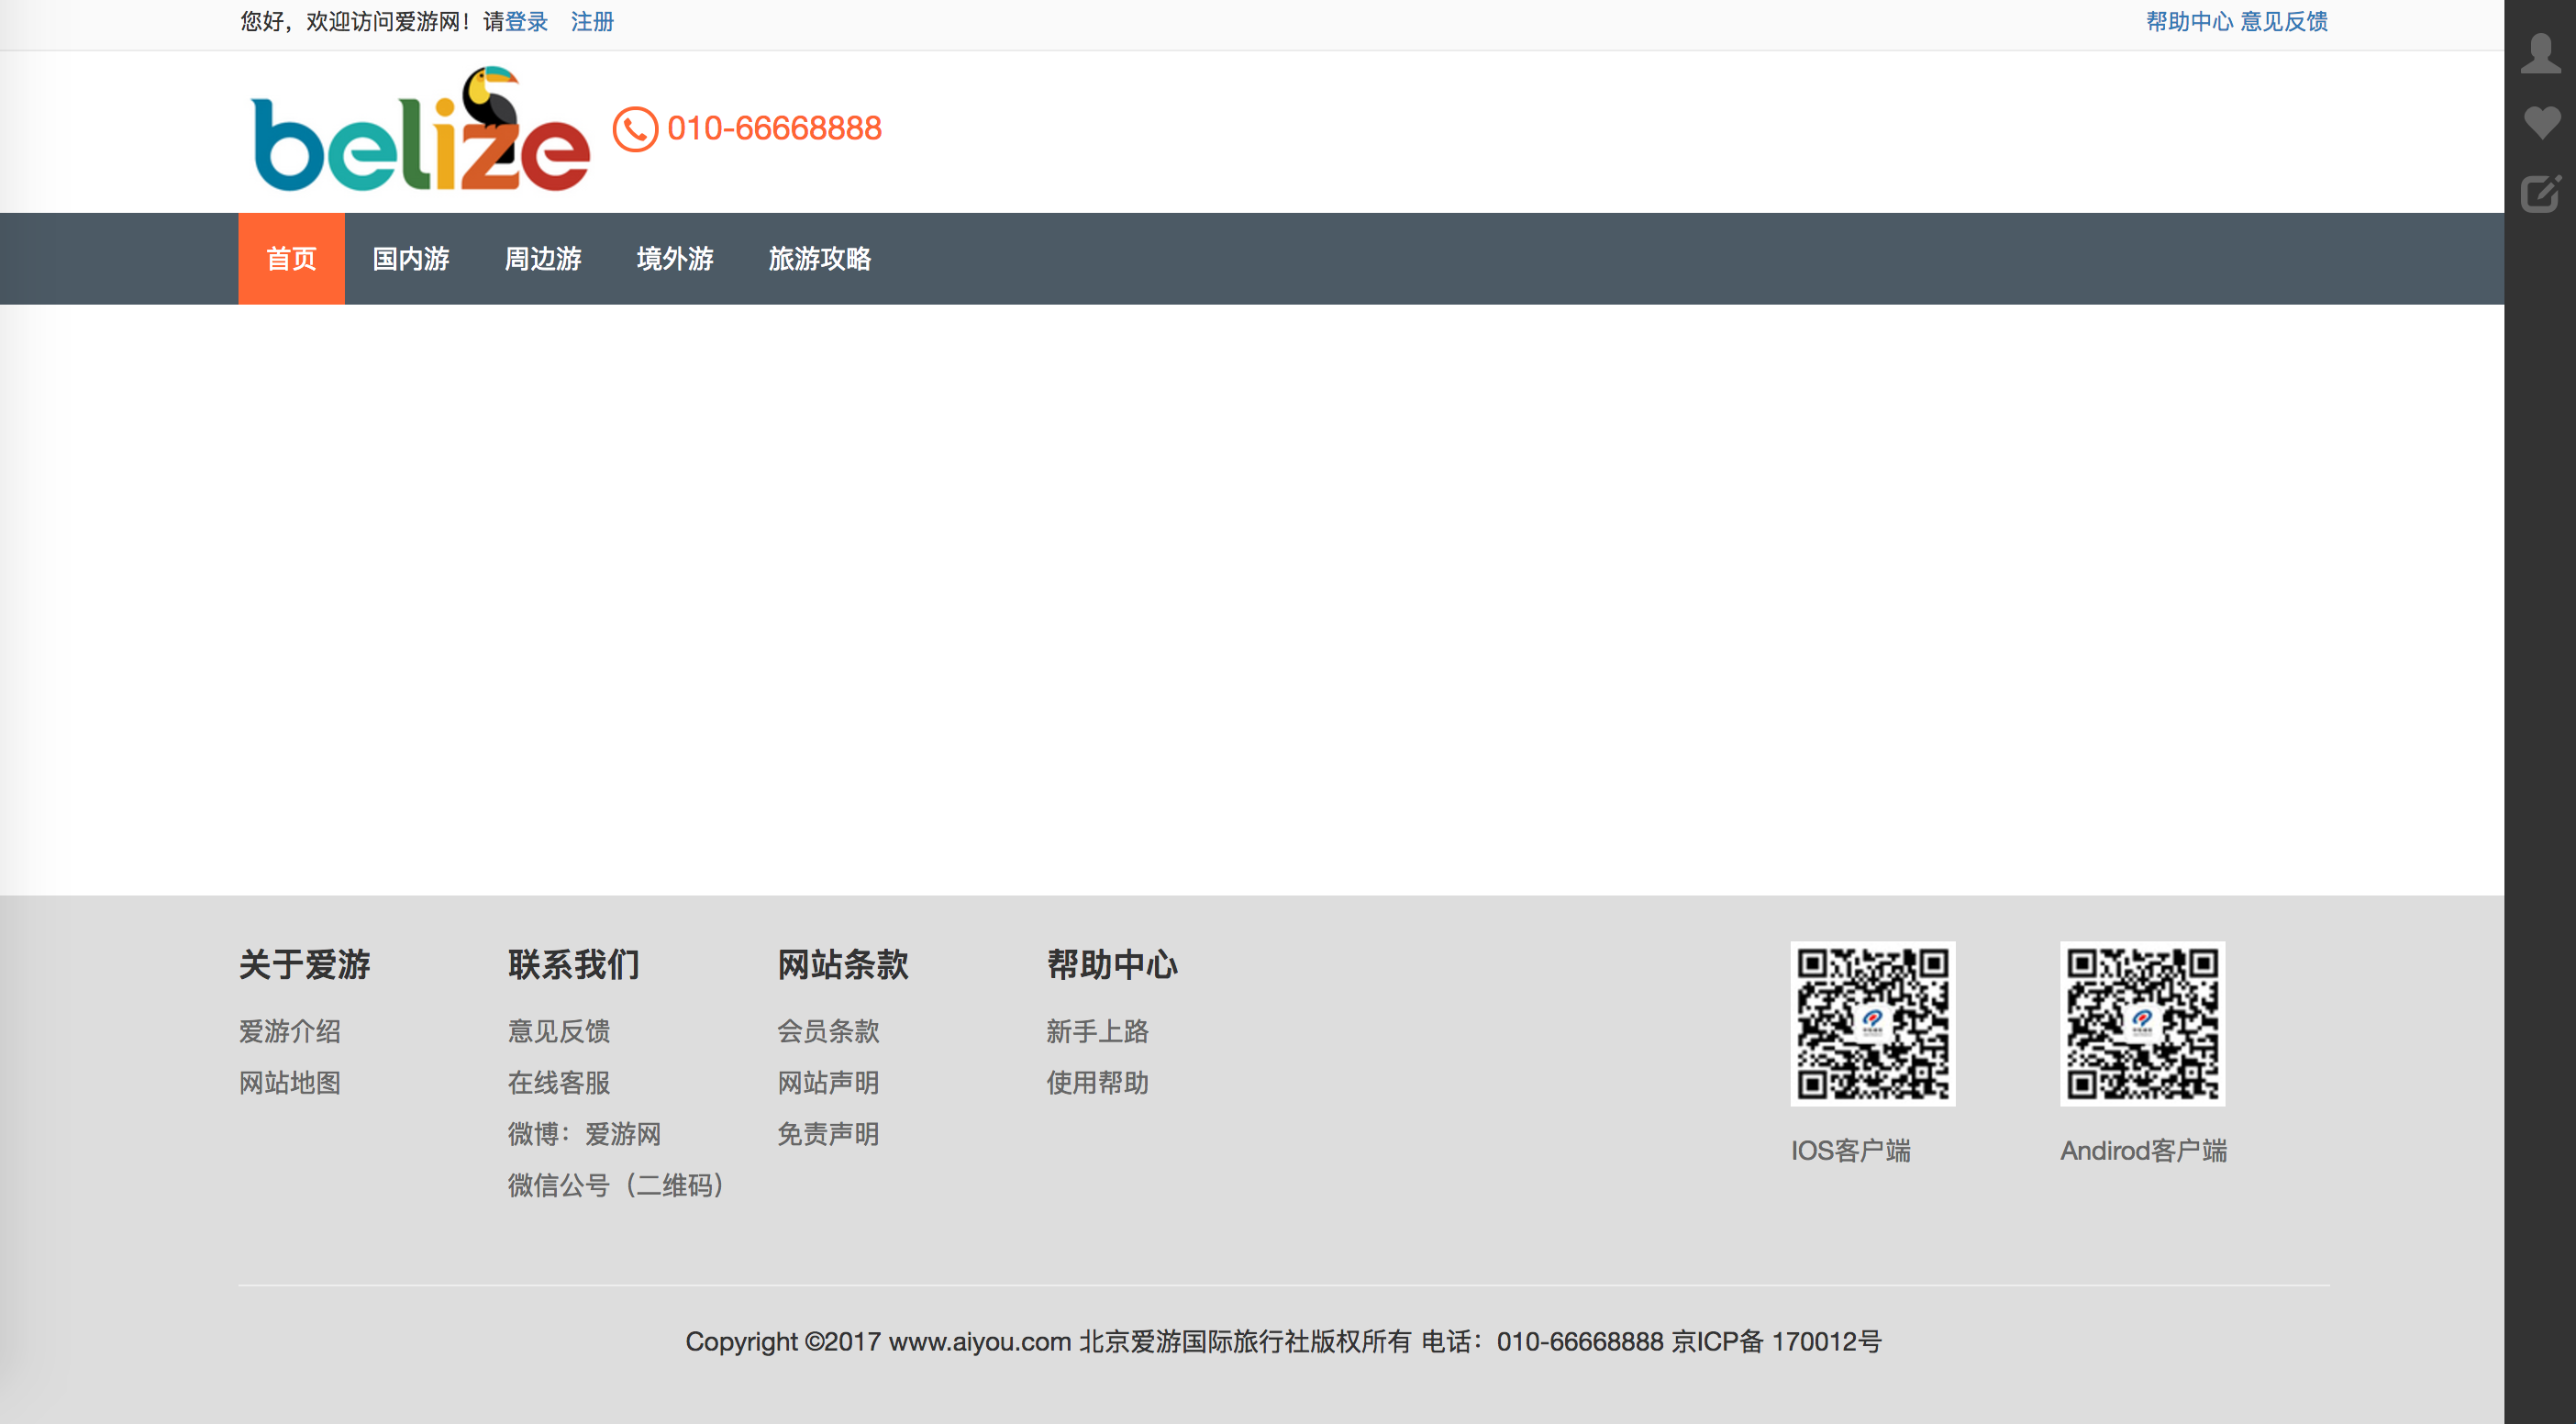 您好，欢迎访问爱游网！请登录 注册
帮助中心 意见反馈
belize
010-66668888
首页 国内游 周边游 境外游 旅游攻略
关于爱游
爱游介绍
网站地图
联系我们
意见反馈
在线客服
微博：爱游网
微信公号（二维码）
网站条款
会员条款
网站声明
免责声明
帮助中心
新手上路
使用帮助
IOS客户端
Andirod客户端
Copyright ©2017 www.aiyou.com 北京爱游国际旅行社版权所有 电话：010-66668888 京ICP备 170012号